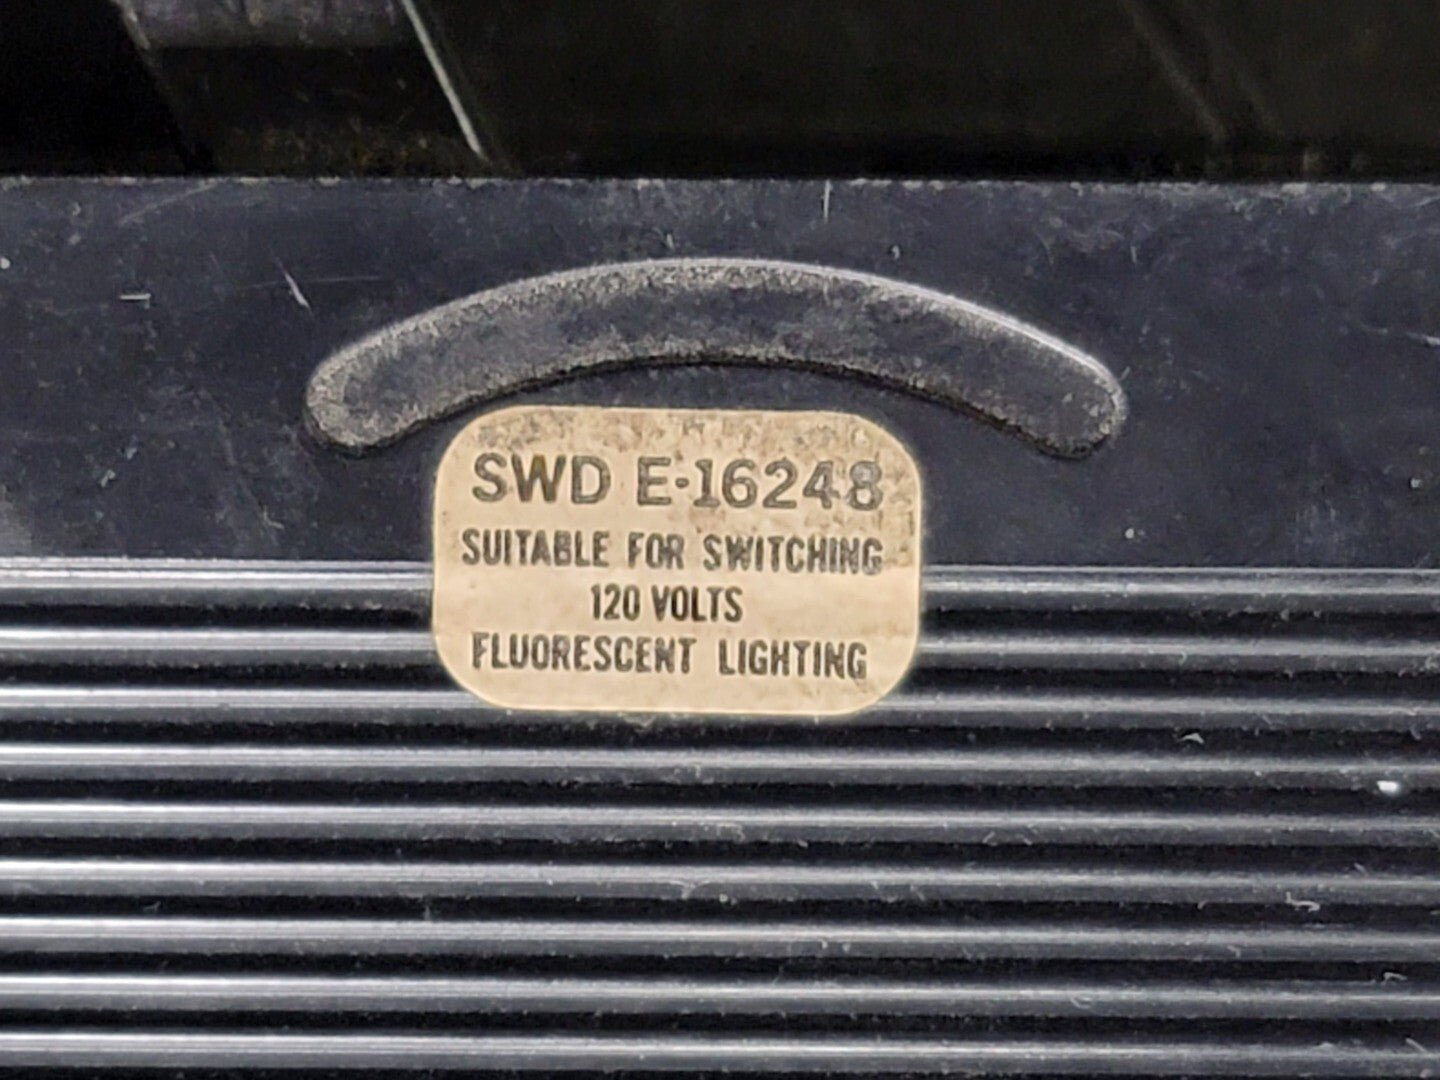 SWD E-16248
SUITABLE FOR SWITCHING
120 VOLTS
FLUORESCENT LIGHTING